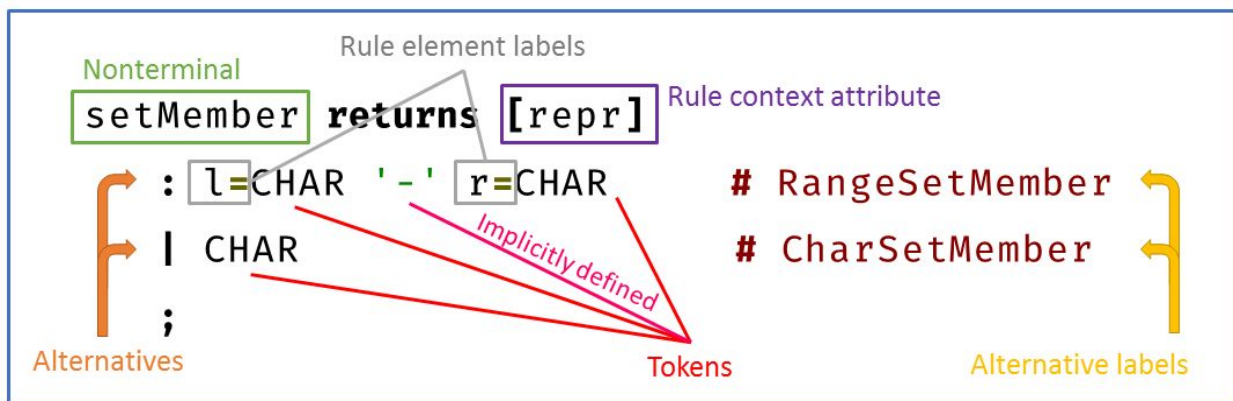 Rule element labels
Nonterminal
setMember returns [repr] Rule context attribute
: l=CHAR '-' r=CHAR # RangeSetMember
Implicitly defined
| CHAR # CharSetMember
;
Alternatives Tokens Alternative labels